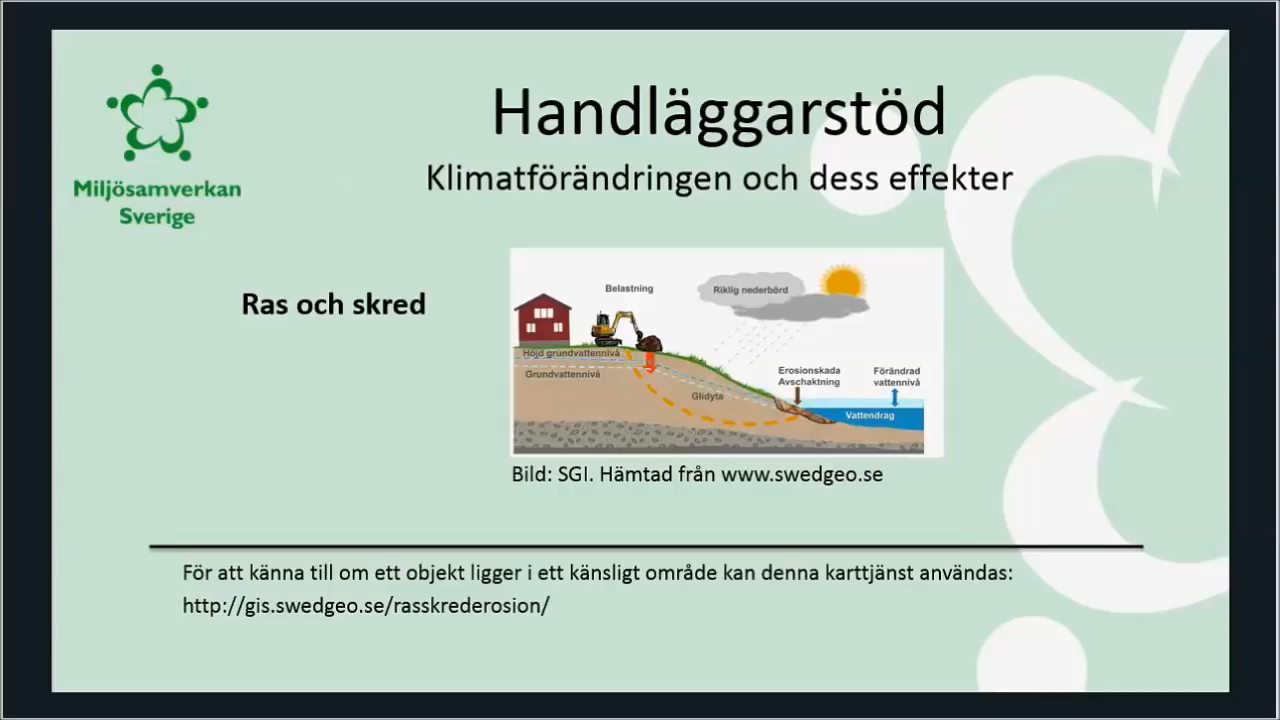 Miljösamverkan
Sverige
Handläggarstöd
Klimatförändringen och dess effekter
Ras och skred
Belastning
Riklig nederbörd
Höjd grundvattennivå
Grundvattennivå
Glidyta
Erosionskada
Avschaktning
Förändrad
vattennivå
Vattendrag
Bild: SGI. Hämtad från www.swedgeo.se
För att känna till om ett objekt ligger i ett känsligt område kan denna karttjänst användas:
http://gis.swedgeo.se/rasskrederosion/